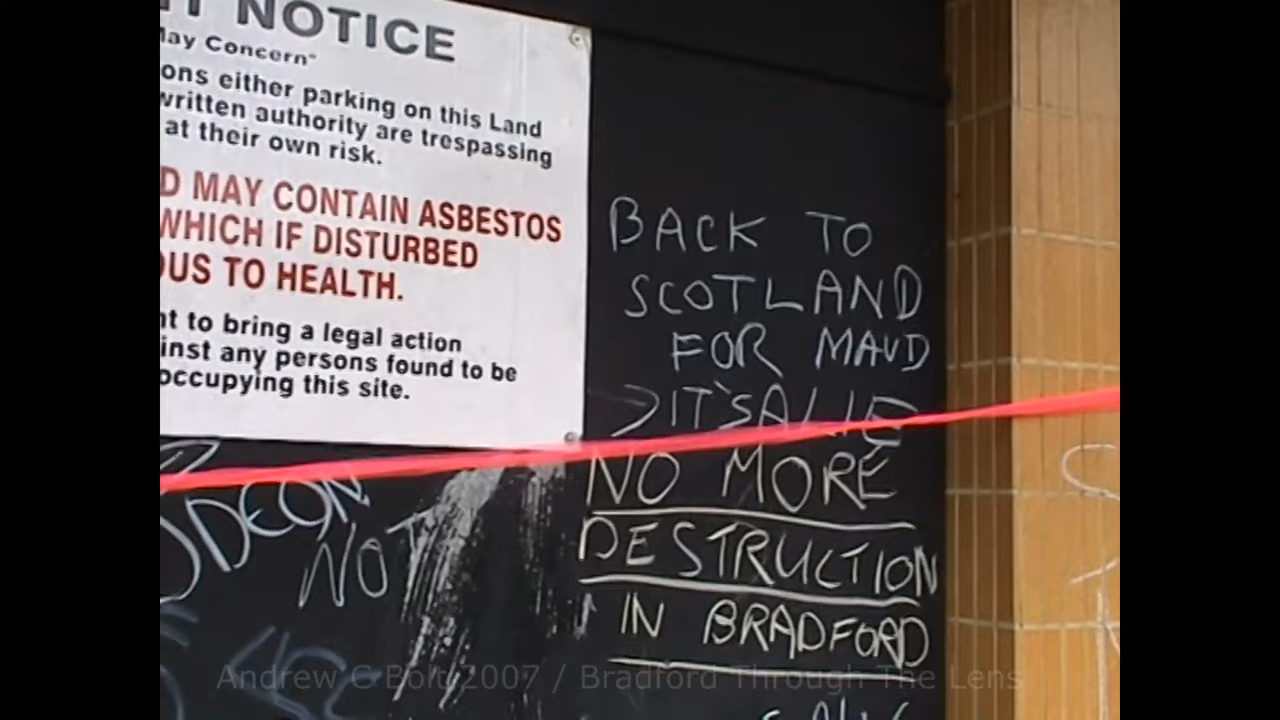 NOTICE
May Concern"
ons either parking on this Land
written authority are trespassing
at their own risk.
D MAY CONTAIN ASBESTOS
WHICH IF DISTURBED
OUS TO HEALTH.
nt to bring a legal action
inst any persons found to be
occupying this site.
BACK TO
SCOTLAND
FOR MAUD
>IT'S A LIE
NO MORE
DESTRUCTION
IN BRADFORD
ODEON
NOT
Andrew C Bolt 2007 / Bradford Through The Lens